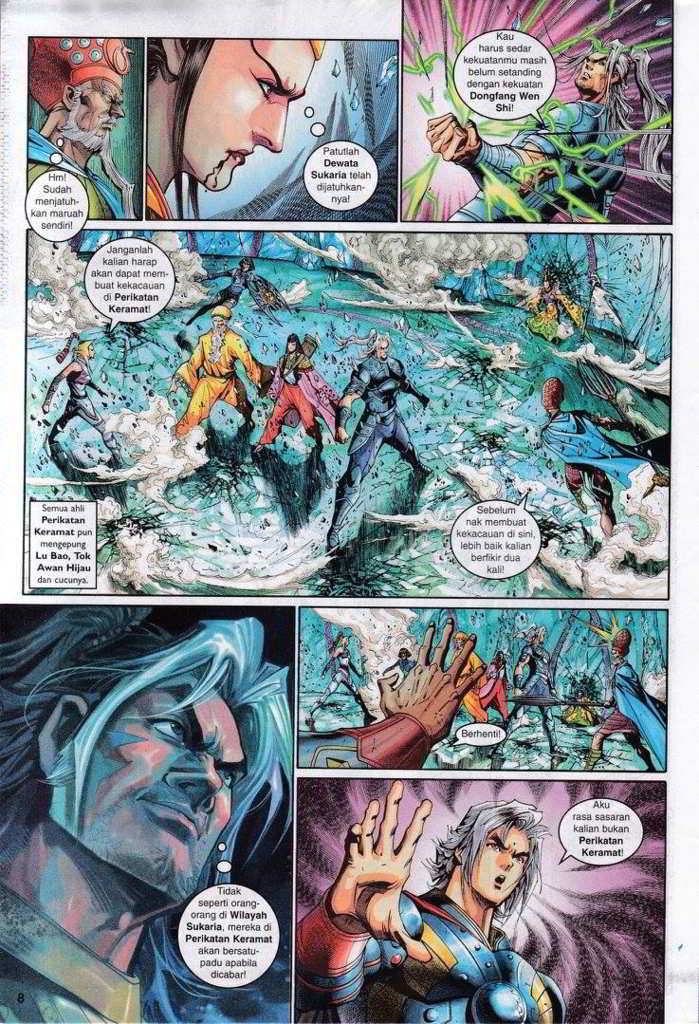 Hm!
Sudah
menjatuh-
kan maruah
sendiri!
Patutlah
Dewata
Sukaria telah
dijatuhkan-
nya!
Kau
harus sedar
kekuatanmu masih
belum setanding
dengan kekuatan
Dongfang Wen
Shi!
Janganlah
kalian harap
akan dapat mem-
buat kekacauan
di Perikatan
Keramat!
Semua ahli
Perikatan
Keramat pun
mengepung
Lu Bao, Tok
Awan Hijau
dan cucunya.
Sebelum
nak membuat
kekacauan di sini,
lebih baik kalian
berfikir dua
kali!
Tidak
seperti orang-
orang di Wilayah
Sukaria, mereka di
Perikatan Keramat
akan bersatu-
padu apabila
dicabar!
Berhenti!
Aku
rasa sasaran
kalian bukan
Perikatan
Keramat!
8